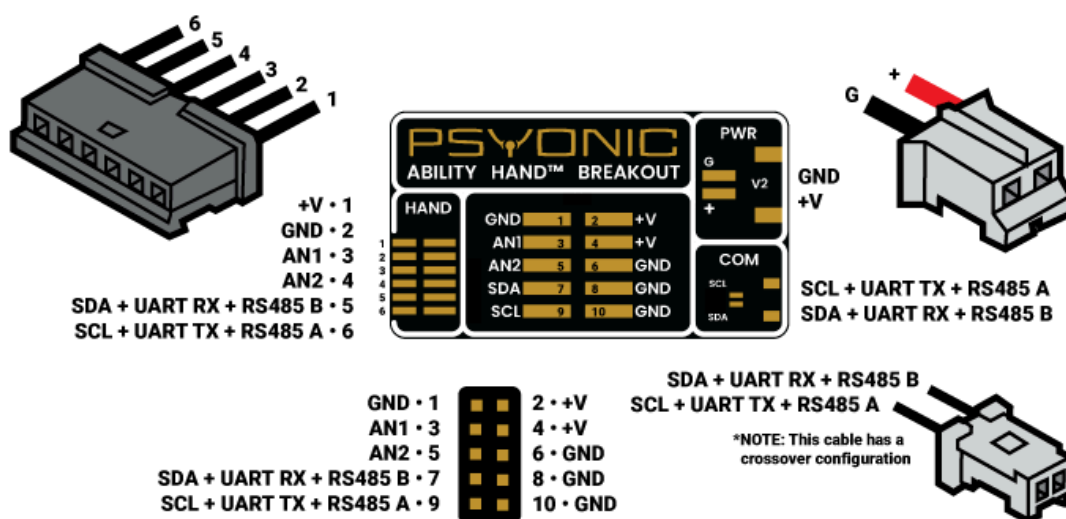 6
5
4
3
2
1
+V • 1
GND • 2
AN1 • 3
AN2 • 4
SDA + UART RX + RS485 B • 5
SCL + UART TX + RS485 A • 6
PSYONIC
ABILITY HAND™ BREAKOUT
HAND
1
2
3
4
5
6
GND 1 2 +V
AN1 3 4 +V
AN2 5 6 GND
SDA 7 8 GND
SCL 9 10 GND
PWR
G
V2
+
COM
SCL
SDA
GND
+V
+
G
SCL + UART TX + RS485 A
SDA + UART RX + RS485 B
GND • 1 2 • +V
AN1 • 3 4 • +V
AN2 • 5 6 • GND
SDA + UART RX + RS485 B • 7 8 • GND
SCL + UART TX + RS485 A • 9 10 • GND
SDA + UART RX + RS485 B
SCL + UART TX + RS485 A
*NOTE: This cable has a
crossover configuration